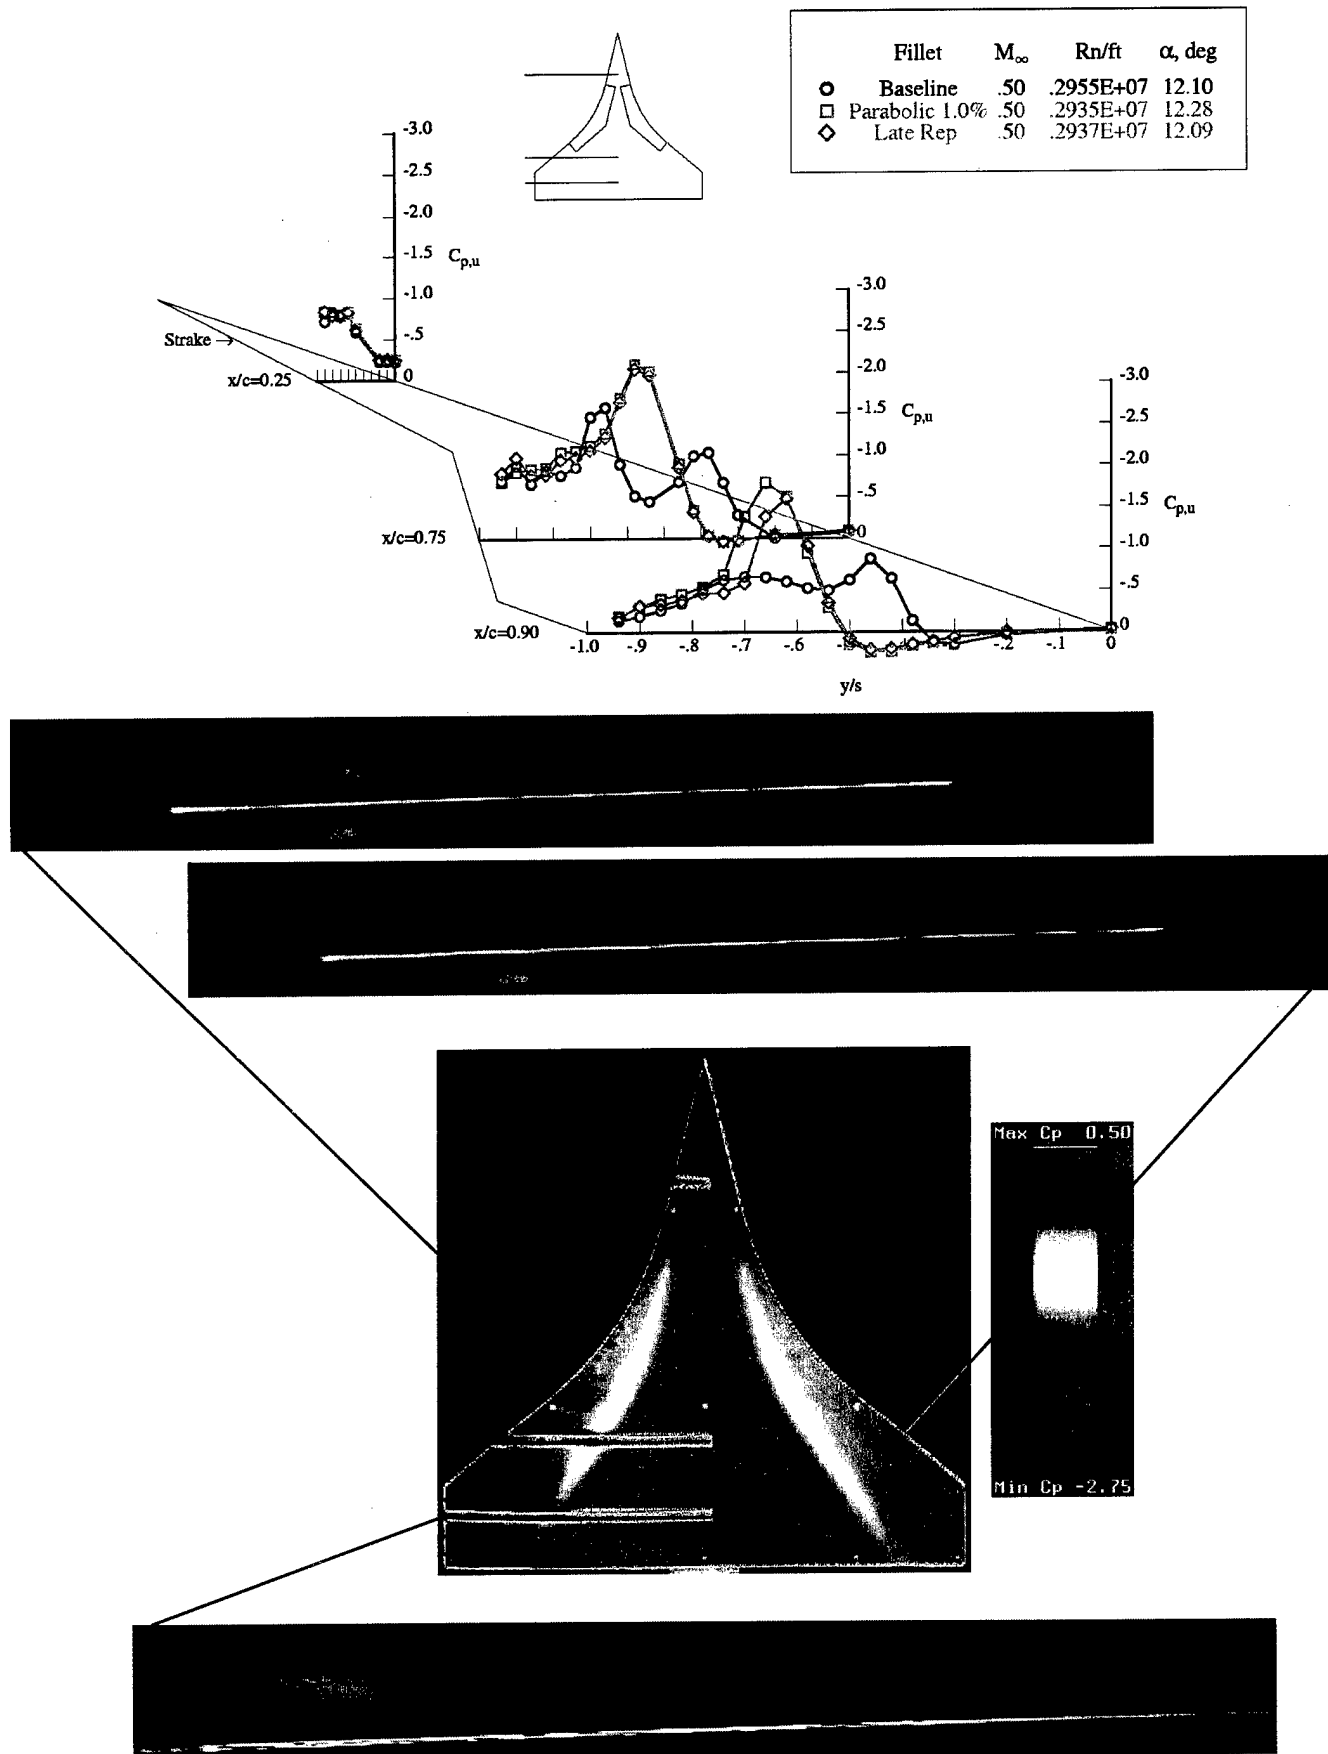 Fillet M∞ Rn/ft α, deg
Baseline .50 .2955E+07 12.10
Parabolic 1.0% .50 .2935E+07 12.28
Late Rep .50 .2937E+07 12.09
-3.0
-2.5
-2.0
-1.5
Cp,u
-1.0
-.5
0
Strake →
x/c=0.25
-3.0
-2.5
-2.0
-1.5
Cp,u
-1.0
-.5
0
x/c=0.75
-3.0
-2.5
-2.0
-1.5
Cp,u
-1.0
-.5
0
x/c=0.90
-1.0 -.9 -.8 -.7 -.6 -.2 -.1 0
y/s
Max Cp 0.50
Min Cp -2.75